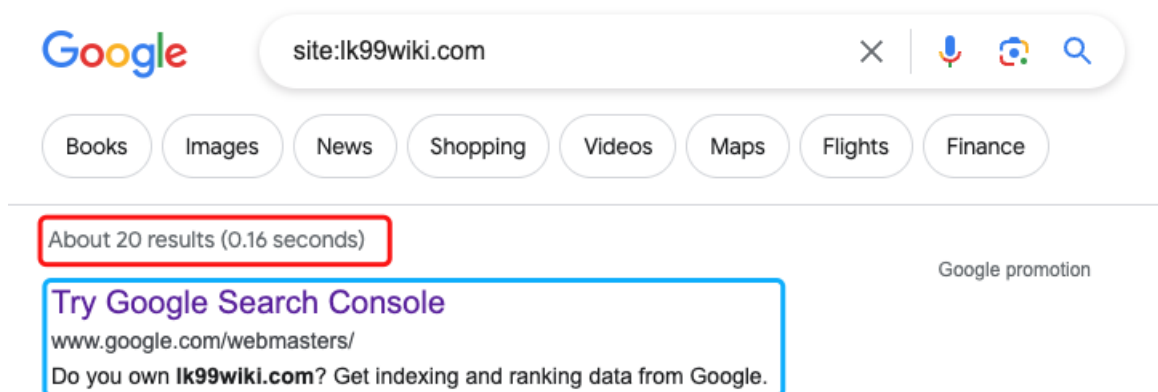 Google
site:lk99wiki.com
Books Images News Shopping Videos Maps Flights Finance
About 20 results (0.16 seconds)
Google promotion
Try Google Search Console
www.google.com/webmasters/
Do you own lk99wiki.com? Get indexing and ranking data from Google.